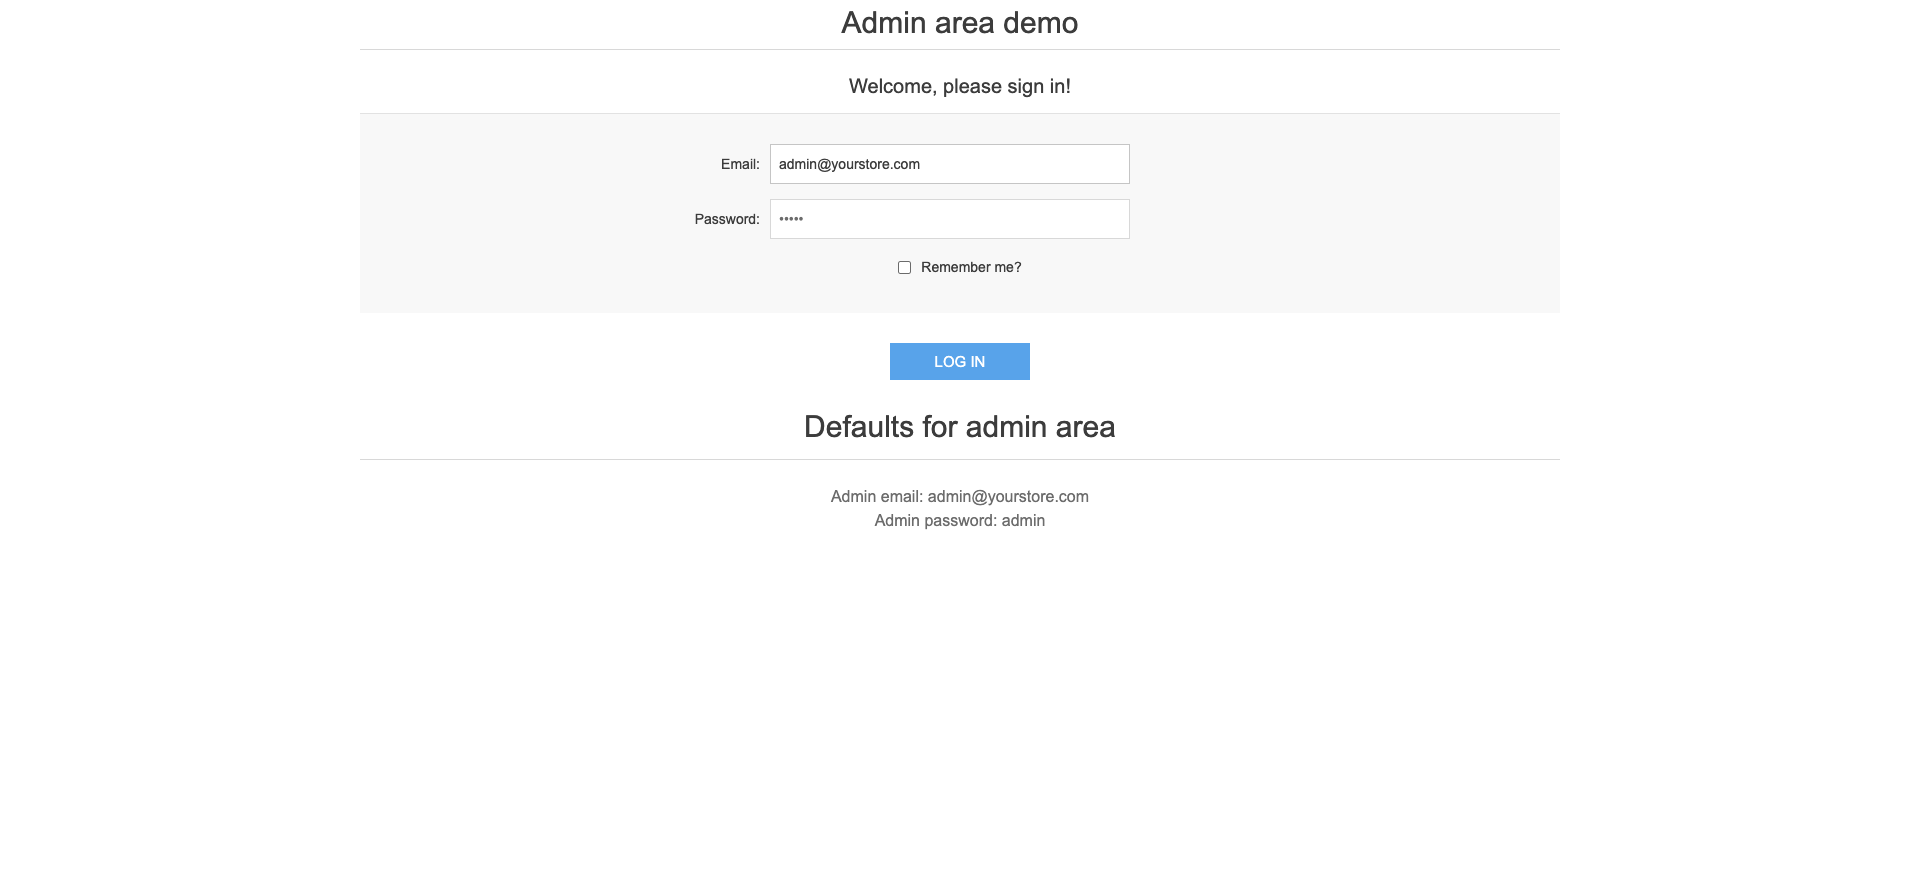 Admin area demo
Welcome, please sign in!
Email: admin@yourstore.com
Password: •••••
Remember me?
LOG IN
Defaults for admin area
Admin email: admin@yourstore.com
Admin password: admin